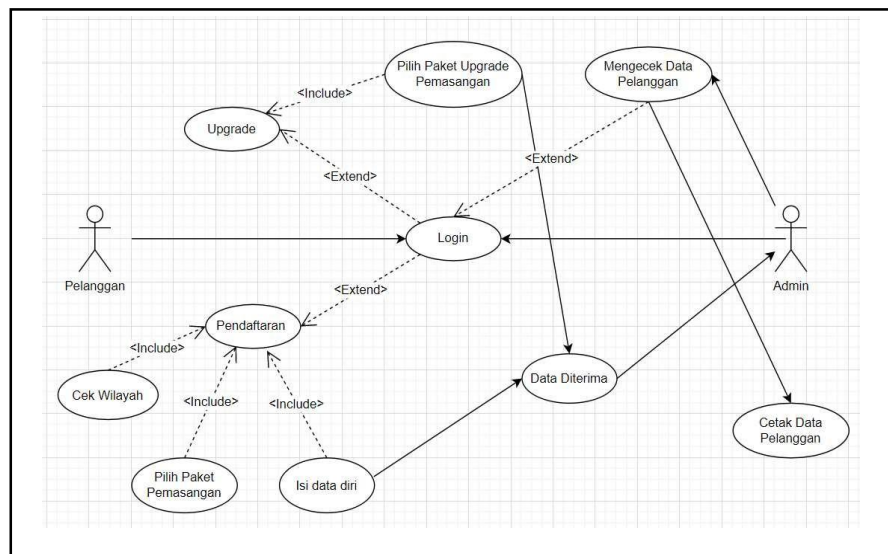 Pilih Paket Upgrade
Pemasangan
Mengecek Data
Pelanggan
<Include>
Upgrade
<Extend>
<Extend>
Login
Pelanggan
Admin
<Extend>
Pendaftaran
<Include>
Cek Wilayah
<Include>
<Include>
Data Diterima
Cetak Data
Pelanggan
Pilih Paket
Pemasangan
Isi data diri